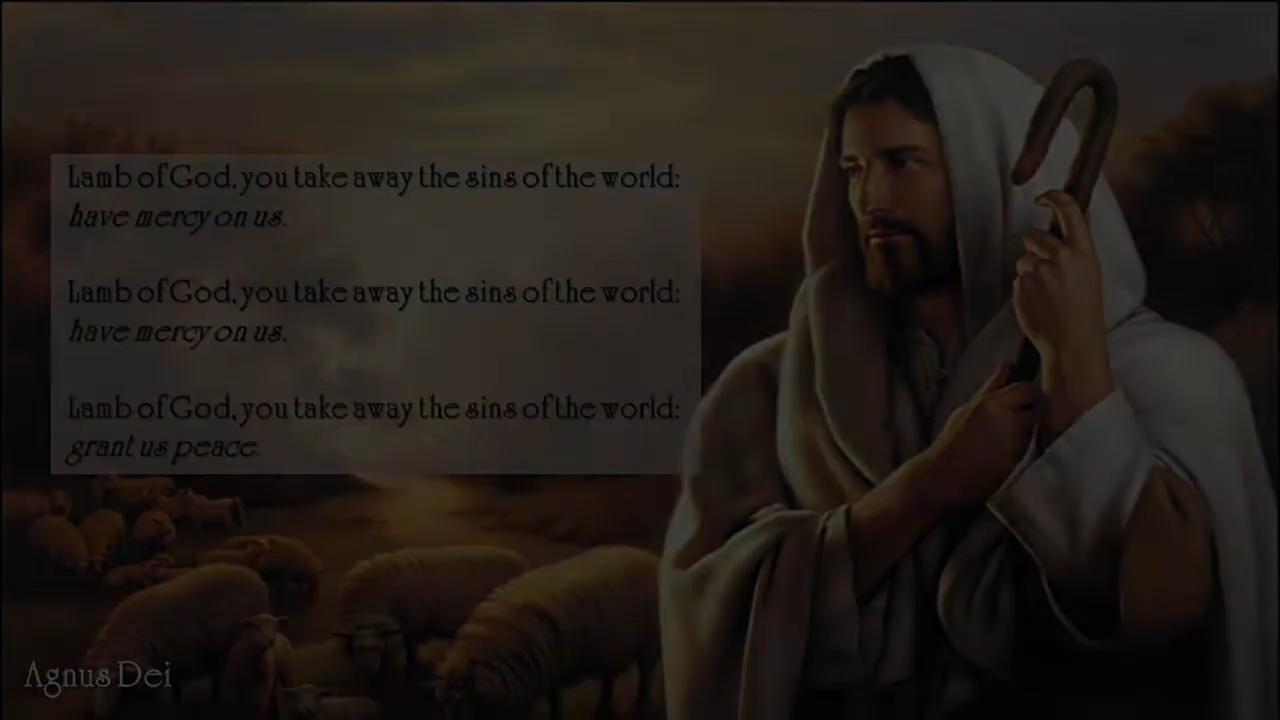 Lamb of God, you take away the sins of the world:
have mercy on us.
Lamb of God, you take away the sins of the world:
have mercy on us.
Lamb of God, you take away the sins of the world:
grant us peace.
Agnus Dei